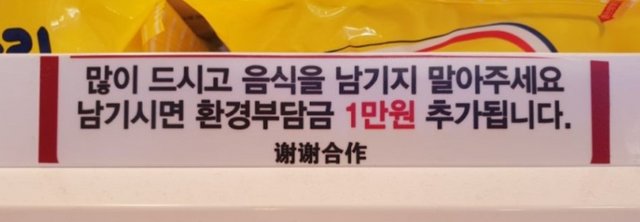 많이 드시고 음식을 남기지 말아주세요
남기시면 환경부담금 1만원 추가됩니다.
谢谢合作